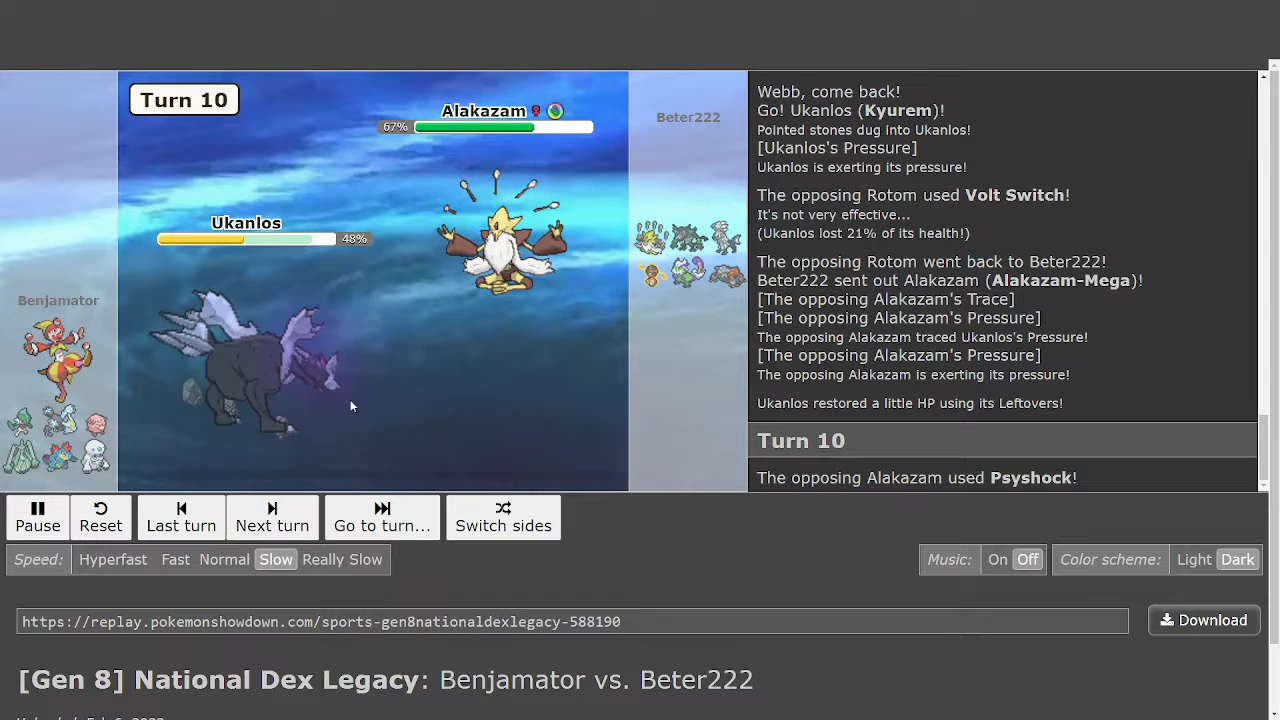 Turn 10
Alakazam
67%
Ukanlos
48%
Benjamator
Beter222
Webb, come back!
Go! Ukanlos (Kyurem)!
Pointed stones dug into Ukanlos!
[Ukanlos's Pressure]
Ukanlos is exerting its pressure!
The opposing Rotom used Volt Switch!
It's not very effective...
(Ukanlos lost 21% of its health!)
The opposing Rotom went back to Beter222!
Beter222 sent out Alakazam (Alakazam-Mega)!
[The opposing Alakazam's Trace]
[The opposing Alakazam's Pressure]
The opposing Alakazam traced Ukanlos's Pressure!
[The opposing Alakazam's Pressure]
The opposing Alakazam is exerting its pressure!
Ukanlos restored a little HP using its Leftovers!
Turn 10
The opposing Alakazam used Psyshock!
Pause Reset Last turn Next turn Go to turn... Switch sides
Speed: Hyperfast Fast Normal Slow Really Slow Music: On Off Color scheme: Light Dark
https://replay.pokemonshowdown.com/sports-gen8nationaldexlegacy-588190 Download
[Gen 8] National Dex Legacy: Benjamator vs. Beter222